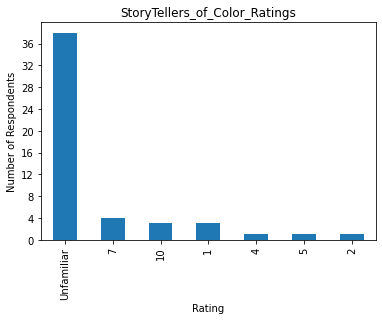 StoryTellers_of_Color_Ratings
Number of Respondents
36
32
28
24
20
16
12
8
4
0
Unfamiliar 7 10 1 4 5 2
Rating